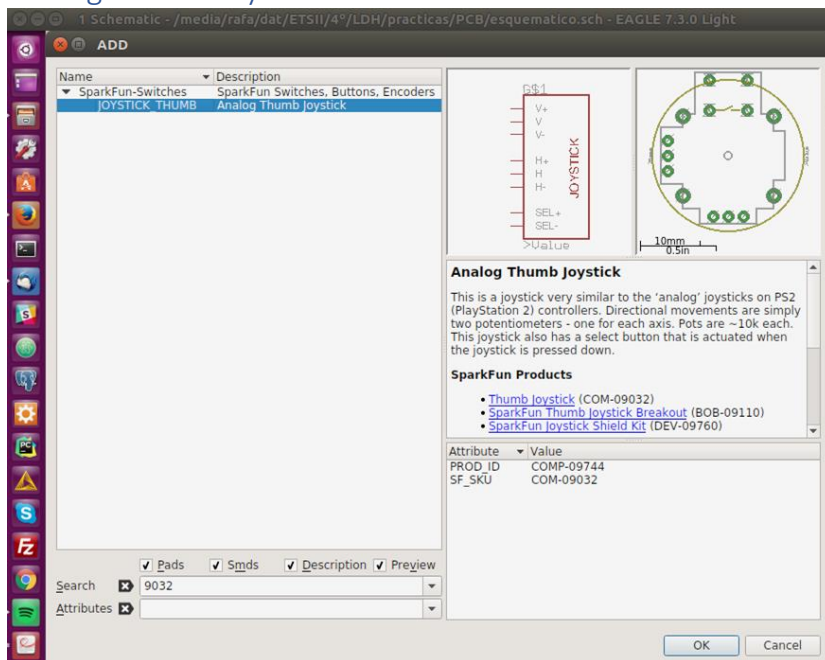 1 Schematic - /media/rafa/dat/ETSII/4º/LDH/practicas/PCB/esquematico.sch - EAGLE 7.3.0 Light
ADD
Name Description
SparkFun-Switches SparkFun Switches, Buttons, Encoders
JOYSTICK_THUMB Analog Thumb Joystick
G$1
V+
V
V-
H+
H
H-
SEL+
SEL-
JOYSTICK
>Value
10mm
0.5in
Analog Thumb Joystick
This is a joystick very similar to the 'analog' joysticks on PS2
(PlayStation 2) controllers. Directional movements are simply
two potentiometers - one for each axis. Pots are ~10k each.
This joystick also has a select button that is actuated when
the joystick is pressed down.
SparkFun Products
• Thumb Joystick (COM-09032)
• SparkFun Thumb Joystick Breakout (BOB-09110)
• SparkFun Joystick Shield Kit (DEV-09760)
Attribute Value
PROD_ID COMP-09744
SF_SKU COM-09032
Pads Smds Description Preview
Search 9032
Attributes
OK Cancel